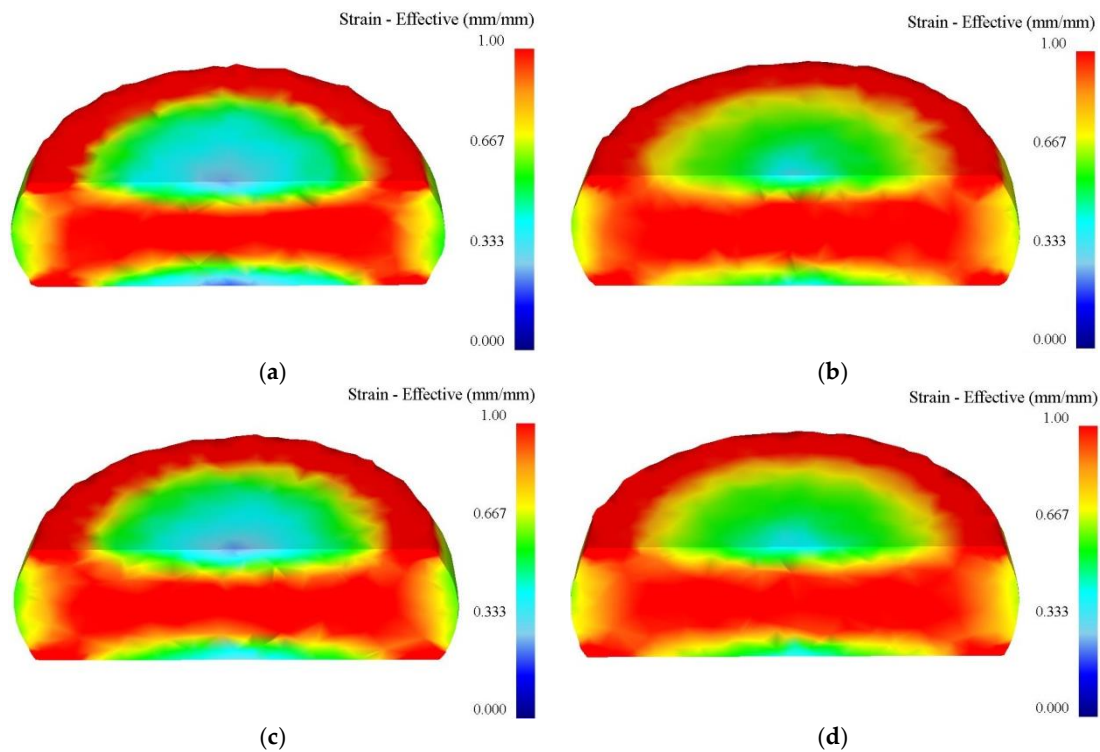 Strain - Effective (mm/mm)
1.00
0.667
0.333
0.000
(a)
Strain - Effective (mm/mm)
1.00
0.667
0.333
0.000
(b)
Strain - Effective (mm/mm)
1.00
0.667
0.333
0.000
(c)
Strain - Effective (mm/mm)
1.00
0.667
0.333
0.000
(d)